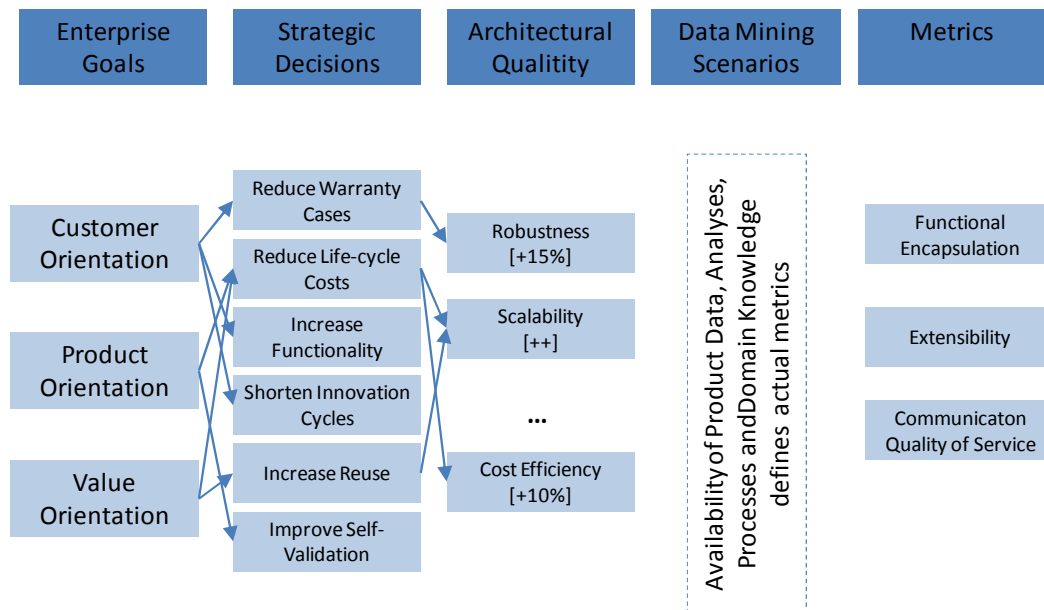 Enterprise
Goals
Strategic
Decisions
Architectural
Qualitity
Data Mining
Scenarios
Metrics
Customer
Orientation
Product
Orientation
Value
Orientation
Reduce Warranty
Cases
Reduce Life-cycle
Costs
Increase
Functionality
Shorten Innovation
Cycles
Increase Reuse
Improve Self-
Validation
Robustness
[+15%]
Scalability
[++]
...
Cost Efficiency
[+10%]
Availability of Product Data, Analyses,
Processes andDomain Knowledge
defines actual metrics
Functional
Encapsulation
Extensibility
Communicaton
Quality of Service